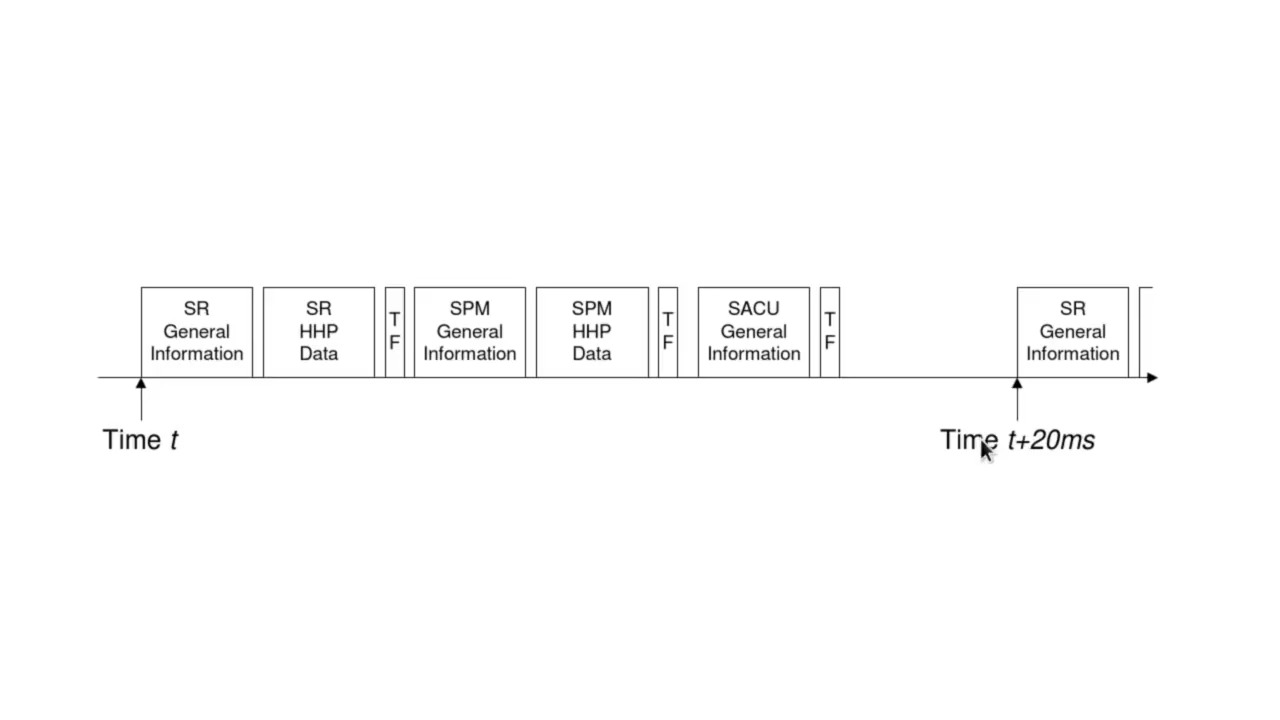 SR
General
Information
SR
HHP
Data
T
F
SPM
General
Information
SPM
HHP
Data
T
F
SACU
General
Information
T
F
SR
General
Information
Time t
Time t+20ms